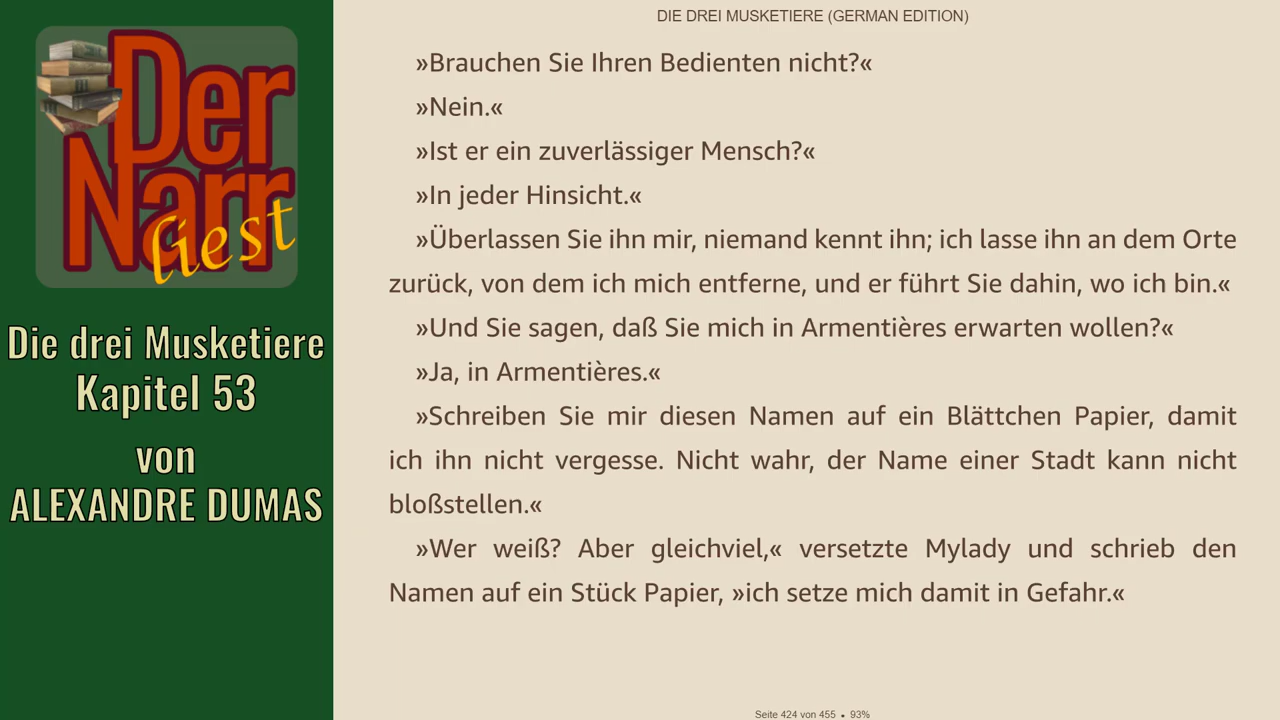 Der
Narr
liest
Die drei Musketiere
Kapitel 53
von
ALEXANDRE DUMAS
DIE DREI MUSKETIERE (GERMAN EDITION)
»Brauchen Sie Ihren Bedienten nicht?«
»Nein.«
»Ist er ein zuverlässiger Mensch?«
»In jeder Hinsicht.«
»Überlassen Sie ihn mir, niemand kennt ihn; ich lasse ihn an dem Orte
zurück, von dem ich mich entferne, und er führt Sie dahin, wo ich bin.«
»Und Sie sagen, daß Sie mich in Armentières erwarten wollen?«
»Ja, in Armentières.«
»Schreiben Sie mir diesen Namen auf ein Blättchen Papier, damit
ich ihn nicht vergesse. Nicht wahr, der Name einer Stadt kann nicht
bloßstellen.«
»Wer weiß? Aber gleichviel,« versetzte Mylady und schrieb den
Namen auf ein Stück Papier, »ich setze mich damit in Gefahr.«
Seite 424 von 455 • 93%